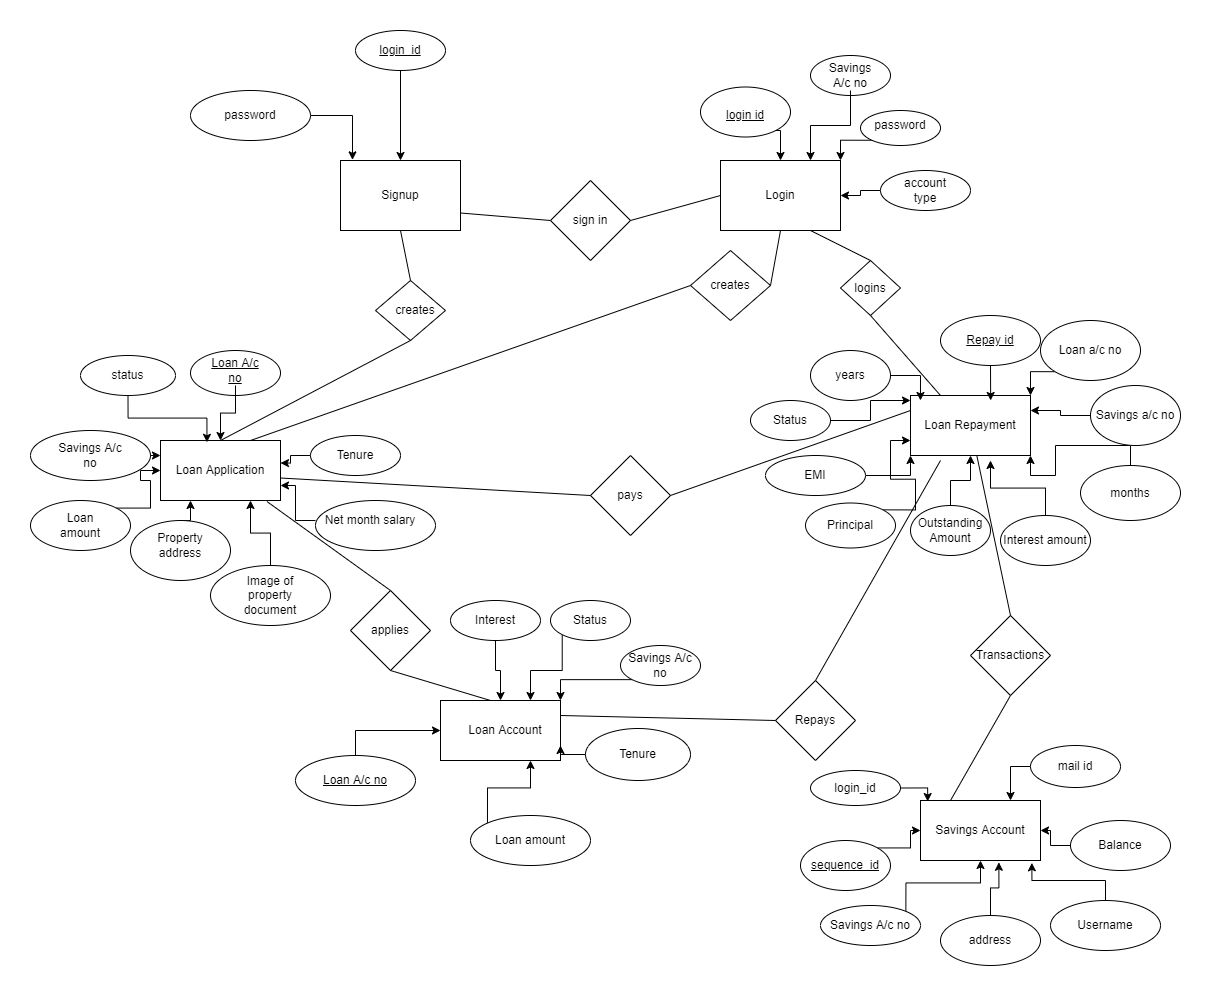 login_id
Savings
A/c no
password
login id
password
Signup
Login
account
type
sign in
creates
logins
creates
Repay id
Loan a/c no
status
Loan A/c
no
years
Savings a/c no
Status
Loan Repayment
Savings A/c
no
Loan Application
Tenure
EMI
pays
months
Loan
amount
Net month salary
Principal
Outstanding
Amount
Interest amount
Property
address
Image of
property
document
applies
Interest
Status
Savings A/c
no
Transactions
Loan Account
Repays
Tenure
Loan A/c no
mail id
login_id
Savings Account
Loan amount
Balance
sequence_id
Savings A/c no
address
Username